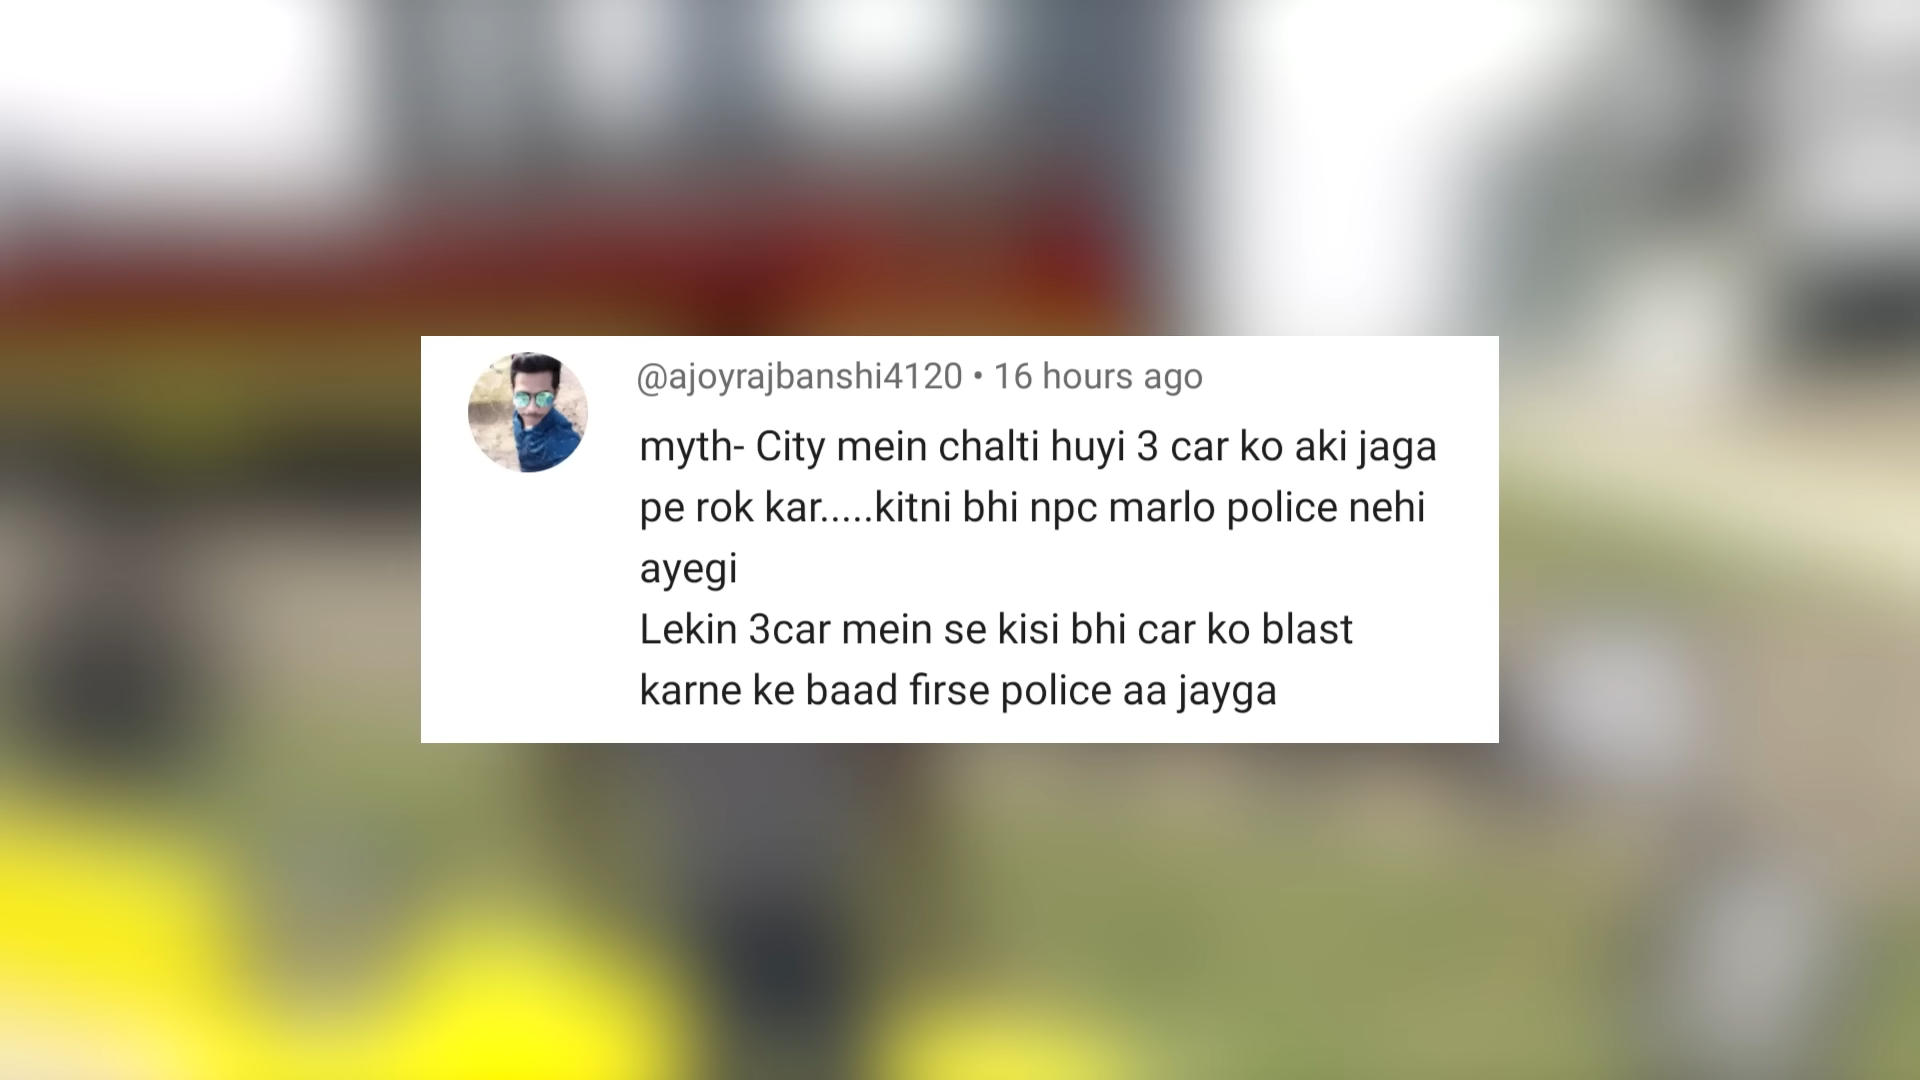 @ajoyrajbanshi4120 • 16 hours ago
myth- City mein chalti huyi 3 car ko aki jaga
pe rok kar.....kitni bhi npc marlo police nehi
ayegi
Lekin 3car mein se kisi bhi car ko blast
karne ke baad firse police aa jayga